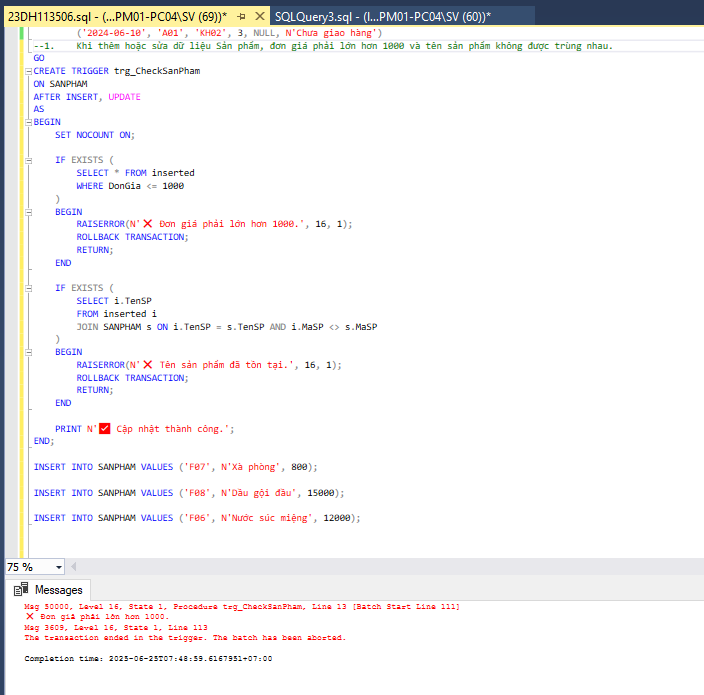 23DH113506.sql - (...PM01-PC04\SV (69))*
SQLQuery3.sql - (l...PM01-PC04\SV (60))*
('2024-06-10', 'A01', 'KH02', 3, NULL, N'Chưa giao hàng')
--1. Khi thêm hoặc sửa dữ liệu Sản phẩm, đơn giá phải lớn hơn 1000 và tên sản phẩm không được trùng nhau.
GO
CREATE TRIGGER trg_CheckSanPham
ON SANPHAM
AFTER INSERT, UPDATE
AS
BEGIN
SET NOCOUNT ON;
IF EXISTS (
SELECT * FROM inserted
WHERE DonGia <= 1000
)
BEGIN
RAISERROR(N'❌ Đơn giá phải lớn hơn 1000.', 16, 1);
ROLLBACK TRANSACTION;
RETURN;
END
IF EXISTS (
SELECT i.TenSP
FROM inserted i
JOIN SANPHAM s ON i.TenSP = s.TenSP AND i.MaSP <> s.MaSP
)
BEGIN
RAISERROR(N'❌ Tên sản phẩm đã tồn tại.', 16, 1);
ROLLBACK TRANSACTION;
RETURN;
END
PRINT N'✅ Cập nhật thành công.';
END;
INSERT INTO SANPHAM VALUES ('F07', N'Xà phòng', 800);
INSERT INTO SANPHAM VALUES ('F08', N'Dầu gội đầu', 15000);
INSERT INTO SANPHAM VALUES ('F06', N'Nước súc miệng', 12000);
75 %
Messages
Msg 50000, Level 16, State 1, Procedure trg_CheckSanPham, Line 13 [Batch Start Line 111]
❌ Đơn giá phải lớn hơn 1000.
Msg 3609, Level 16, State 1, Line 113
The transaction ended in the trigger. The batch has been aborted.
Completion time: 2025-06-25T07:48:59.6167951+07:00